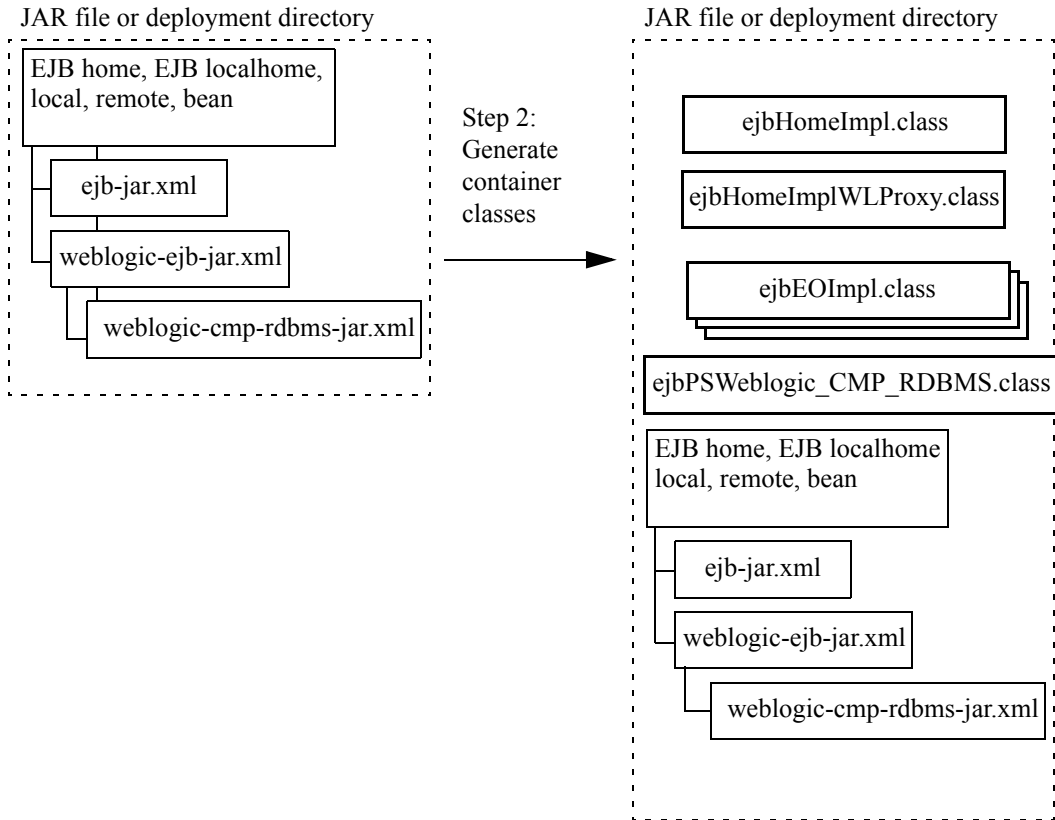 JAR file or deployment directory
EJB home, EJB localhome,
local, remote, bean
ejb-jar.xml
weblogic-ejb-jar.xml
weblogic-cmp-rdbms-jar.xml
Step 2:
Generate
container
classes
JAR file or deployment directory
ejbHomeImpl.class
ejbHomeImplWLProxy.class
ejbEOImpl.class
ejbPSWeblogic_CMP_RDBMS.class
EJB home, EJB localhome
local, remote, bean
ejb-jar.xml
weblogic-ejb-jar.xml
weblogic-cmp-rdbms-jar.xml